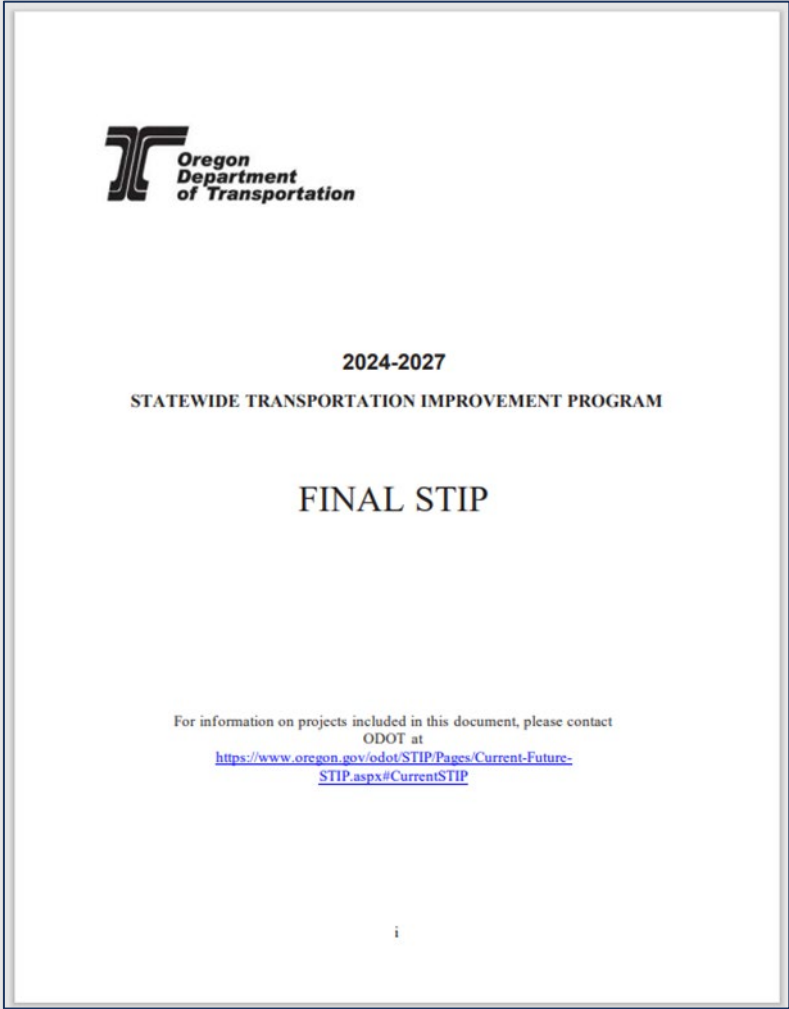 Oregon
Department
of Transportation
2024-2027
STATEWIDE TRANSPORTATION IMPROVEMENT PROGRAM
FINAL STIP
For information on projects included in this document, please contact
ODOT at
https://www.oregon.gov/odot/STIP/Pages/Current-Future-
STIP.aspx#CurrentSTIP
i